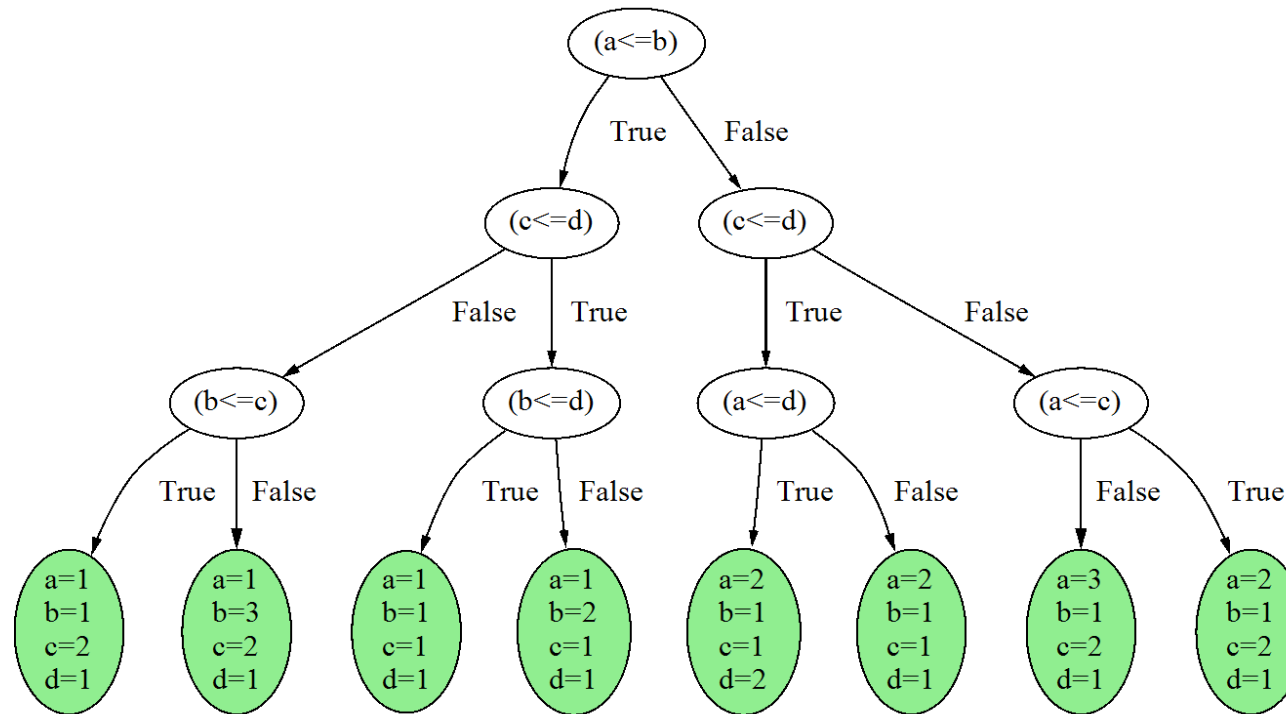 (a<=b)
True False
(c<=d) (c<=d)
False True True False
(b<=c) (b<=d) (a<=d) (a<=c)
True False True False True False False True
a=1 a=1 a=1 a=1 a=2 a=2 a=3 a=2
b=1 b=3 b=1 b=2 b=1 b=1 b=1 b=1
c=2 c=2 c=1 c=1 c=1 c=1 c=2 c=2
d=1 d=1 d=1 d=1 d=2 d=1 d=1 d=1